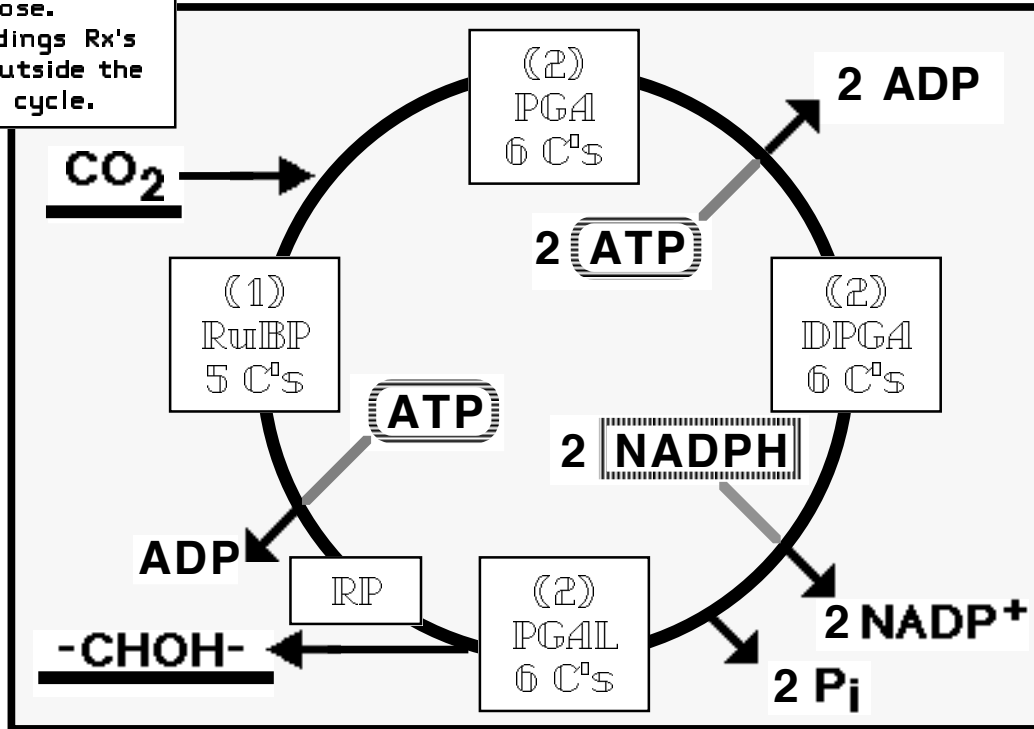 ose.
dings Rx's
utside the
cycle.
(2)
PGA
6 C's
2 ADP
CO2
2 ATP
(1)
RuBP
5 C's
(2)
DPGA
6 C's
ATP
2 NADPH
ADP
RP
(2)
PGAL
6 C's
2 NADP+
-CHOH-
2 Pi